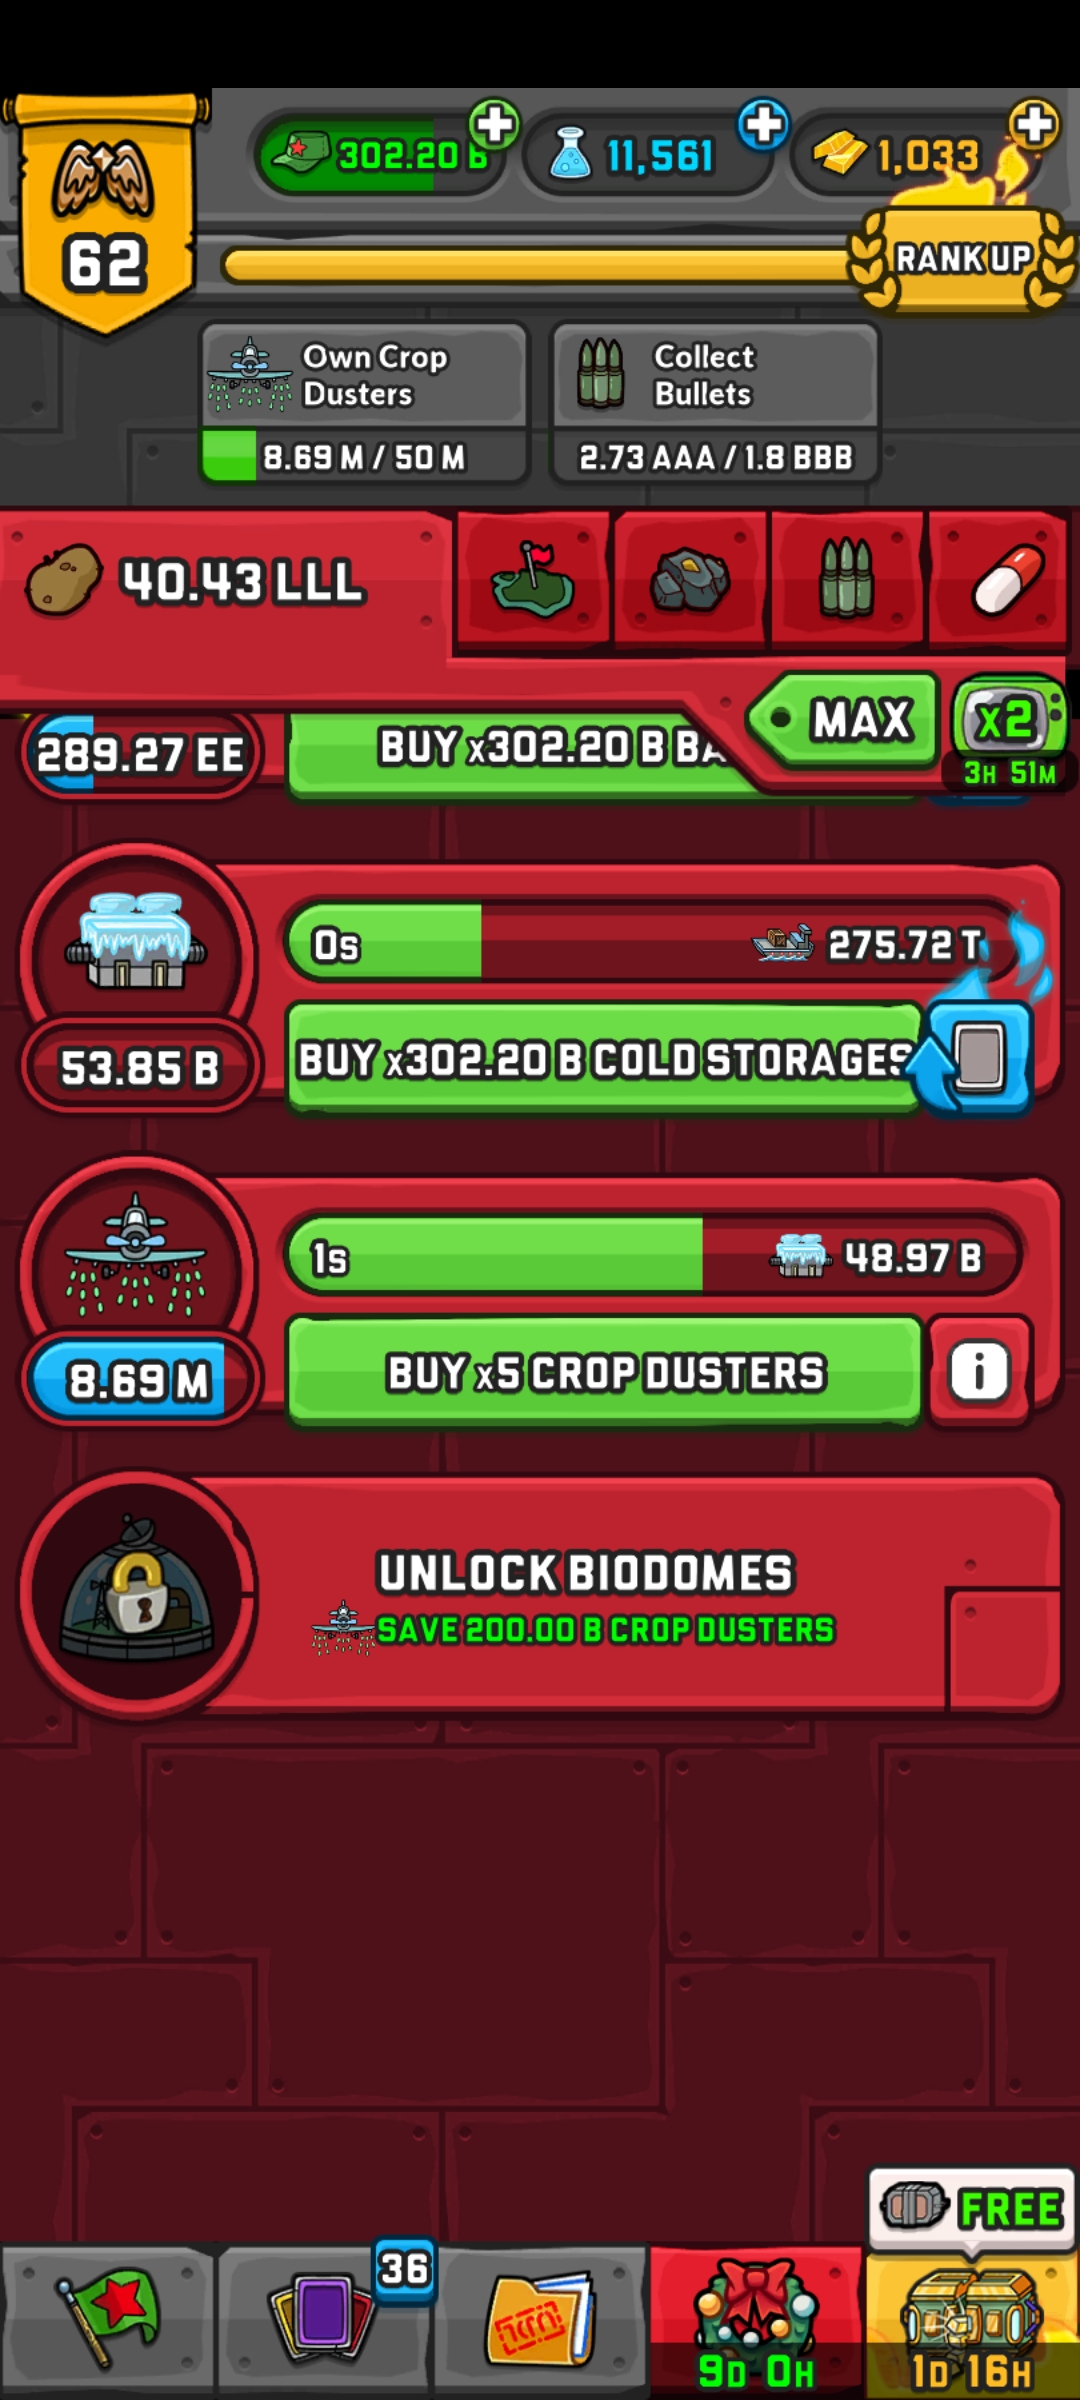 62
302.20 B
11,561
1,033
RANK UP
Own Crop
Dusters
8.69 M / 50 M
Collect
Bullets
2.73 AAA / 1.8 BBB
40.43 LLL
MAX
x2
3H 51M
289.27 EE
BUY x302.20 B BA
0s
275.72 T
53.85 B
BUY x302.20 B COLD STORAGES
1s
48.97 B
8.69 M
BUY x5 CROP DUSTERS
i
UNLOCK BIODOMES
SAVE 200.00 B CROP DUSTERS
FREE
36
9D 0H
1D 16H